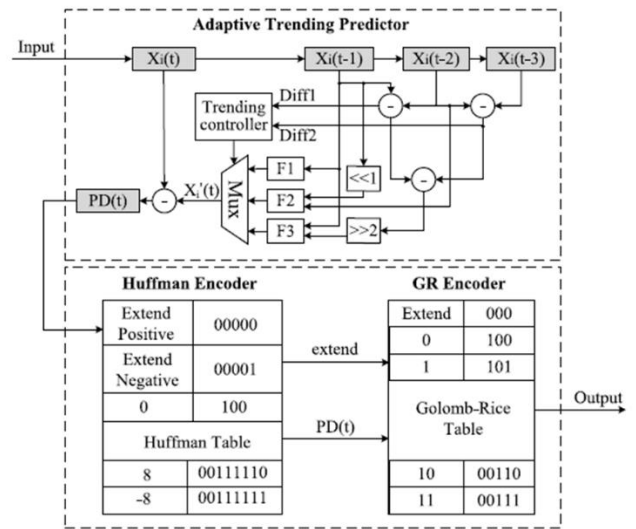 Adaptive Trending Predictor
Input
Xi(t)
Xi(t-1)
Xi(t-2)
Xi(t-3)
Diff1
-
-
Trending
controller
Diff2
F1
<<1
-
PD(t)
-
Xi'(t)
Mux
F2
F3
>>2
Huffman Encoder
GR Encoder
Extend
Positive
00000
Extend
Negative
00001
0
100
Huffman Table
8
00111110
-8
00111111
extend
PD(t)
Extend
000
0
100
1
101
Golomb-Rice
Table
10
00110
11
00111
Output